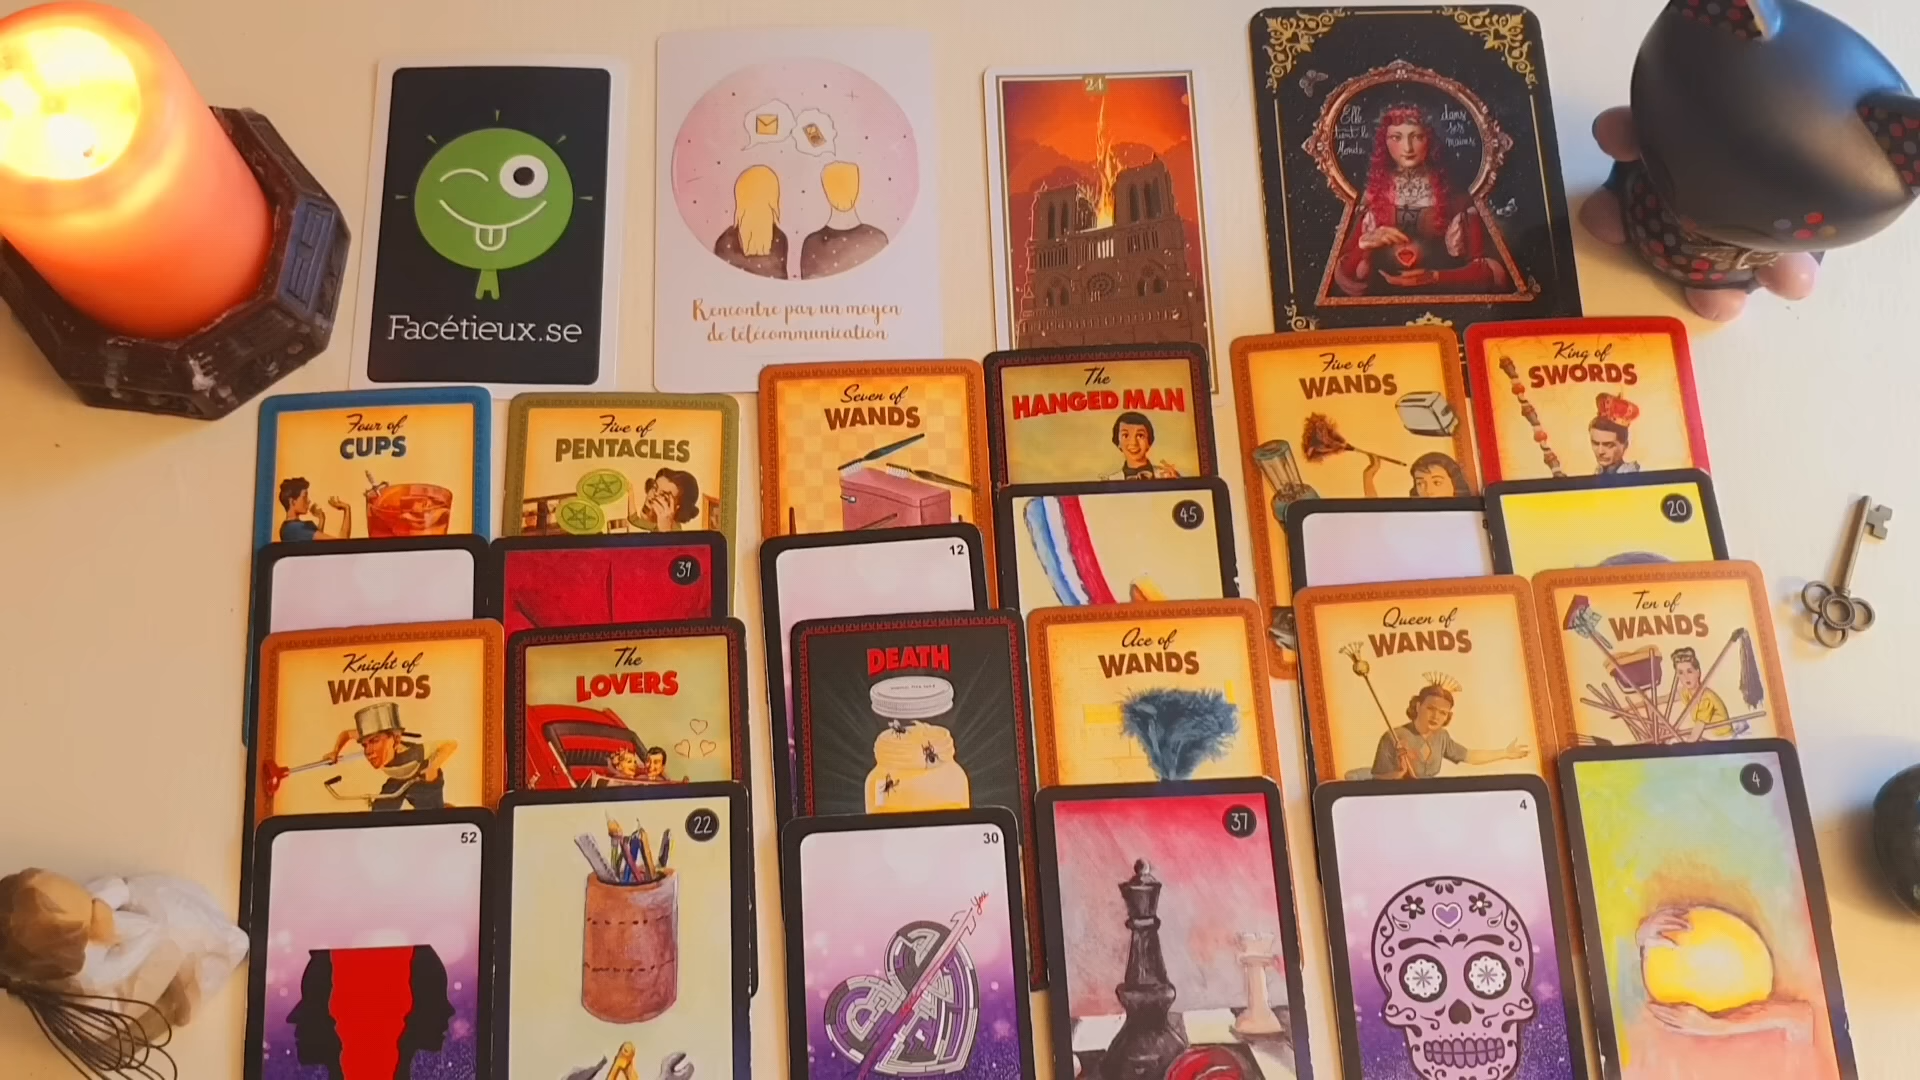 Facétieux.se
Rencontre par un moyen
de télécommunication
24
Elle
tient le
Monde
dans
ses
mains
Four of
CUPS
Five of
PENTACLES
Seven of
WANDS
The
HANGED MAN
Five of
WANDS
King of
SWORDS
39
12
45
20
Knight of
WANDS
The
LOVERS
DEATH
Ace of
WANDS
Queen of
WANDS
Ten of
WANDS
52
22
30
You
37
4
4